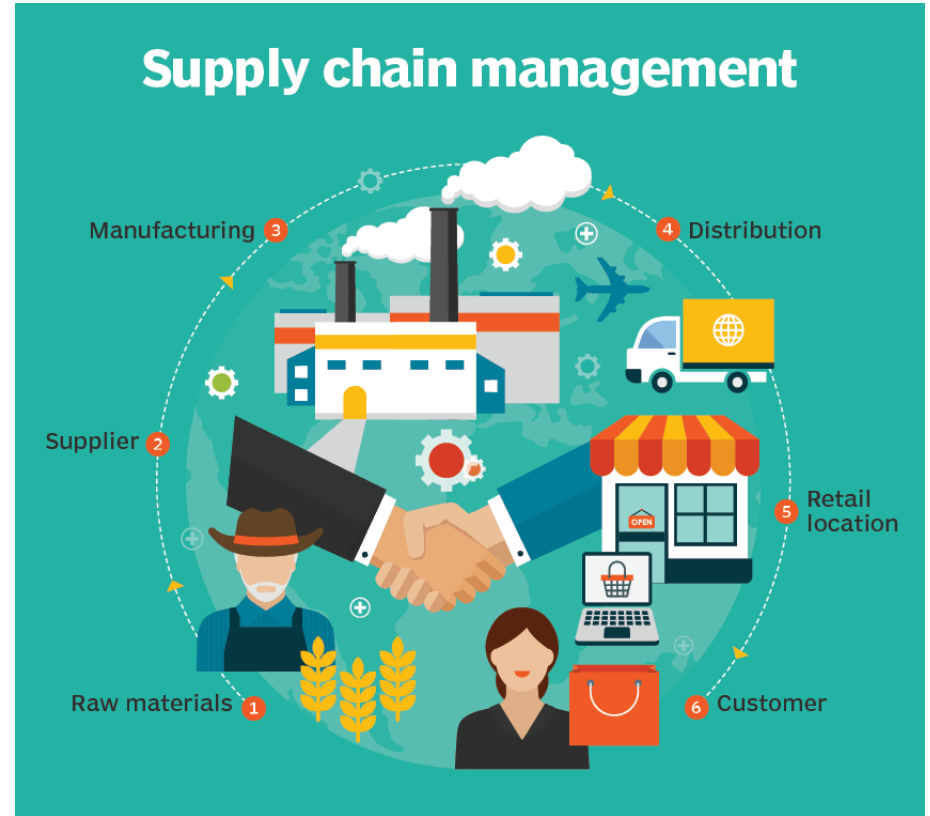 Supply chain management
Manufacturing 3
4 Distribution
Supplier 2
5 Retail
location
OPEN
Raw materials 1
6 Customer